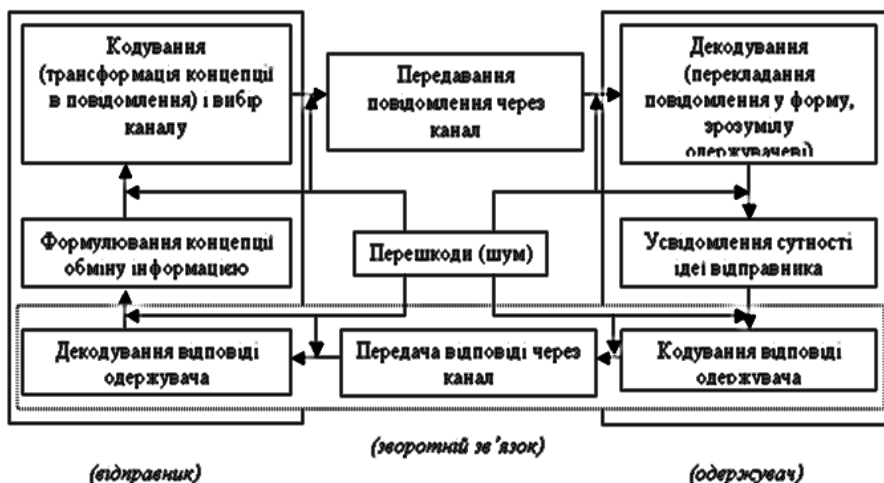 Кодування
(трансформація концепції
в повідомлення) і вибір
каналу
Передавання
повідомлення через
канал
Декодування
(перекладання
повідомлення у форму,
зрозумілу
одержувачеві)
Формулювання концепції
обміну інформацією
Перешкоди (шум)
Усвідомлення сутності
ідеї відправника
Декодування відповіді
одержувача
Передача відповіді через
канал
Кодування відповіді
одержувача
(зворотній зв’язок)
(відправник)
(одержувач)